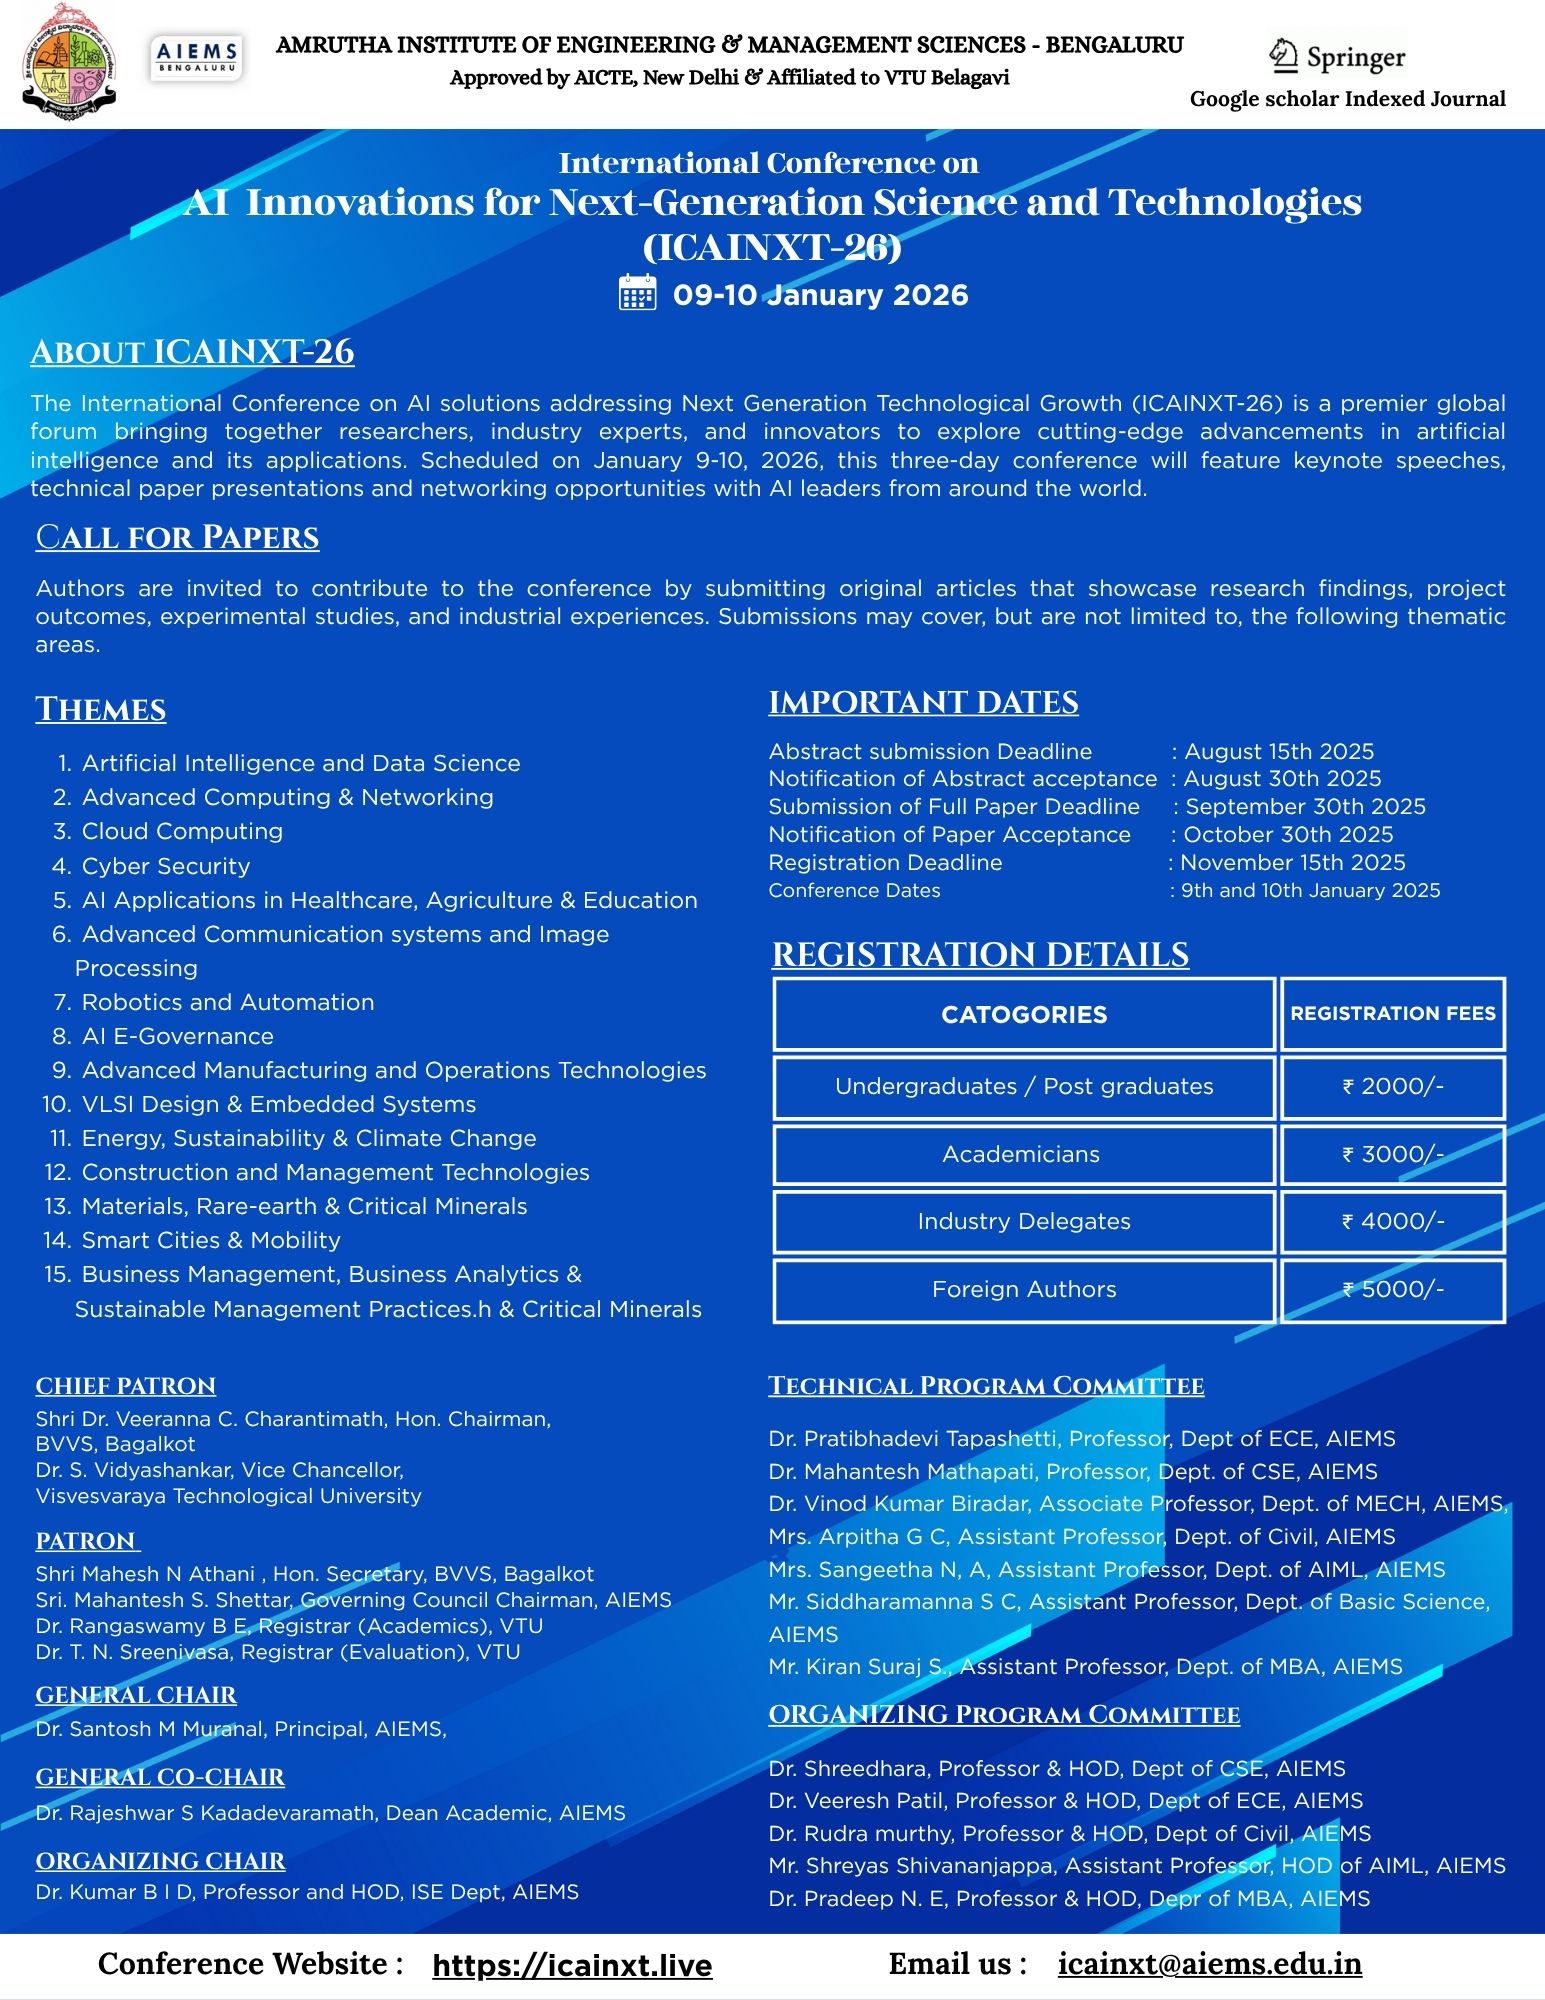 AIEMS
BENGALURU
AMRUTHA INSTITUTE OF ENGINEERING & MANAGEMENT SCIENCES - BENGALURU
Approved by AICTE, New Delhi & Affiliated to VTU Belagavi
Springer
Google scholar Indexed Journal
International Conference on
AI Innovations for Next-Generation Science and Technologies
(ICAINXT-26)
09-10 January 2026
ABOUT ICAINXT-26
The International Conference on AI solutions addressing Next Generation Technological Growth (ICAINXT-26) is a premier global
forum bringing together researchers, industry experts, and innovators to explore cutting-edge advancements in artificial
intelligence and its applications. Scheduled on January 9-10, 2026, this three-day conference will feature keynote speeches,
technical paper presentations and networking opportunities with AI leaders from around the world.
CALL FOR PAPERS
Authors are invited to contribute to the conference by submitting original articles that showcase research findings, project
outcomes, experimental studies, and industrial experiences. Submissions may cover, but are not limited to, the following thematic
areas.
THEMES
1. Artificial Intelligence and Data Science
2. Advanced Computing & Networking
3. Cloud Computing
4. Cyber Security
5. AI Applications in Healthcare, Agriculture & Education
6. Advanced Communication systems and Image
Processing
7. Robotics and Automation
8. AI E-Governance
9. Advanced Manufacturing and Operations Technologies
10. VLSI Design & Embedded Systems
11. Energy, Sustainability & Climate Change
12. Construction and Management Technologies
13. Materials, Rare-earth & Critical Minerals
14. Smart Cities & Mobility
15. Business Management, Business Analytics &
Sustainable Management Practices.h & Critical Minerals
IMPORTANT DATES
Abstract submission Deadline : August 15th 2025
Notification of Abstract acceptance : August 30th 2025
Submission of Full Paper Deadline : September 30th 2025
Notification of Paper Acceptance : October 30th 2025
Registration Deadline : November 15th 2025
Conference Dates : 9th and 10th January 2025
REGISTRATION DETAILS
CATOGORIES REGISTRATION FEES
Undergraduates / Post graduates ₹ 2000/-
Academicians ₹ 3000/-
Industry Delegates ₹ 4000/-
Foreign Authors ₹ 5000/-
CHIEF PATRON
Shri Dr. Veeranna C. Charantimath, Hon. Chairman,
BVVS, Bagalkot
Dr. S. Vidyashankar, Vice Chancellor,
Visvesvaraya Technological University
PATRON
Shri Mahesh N Athani , Hon. Secretary, BVVS, Bagalkot
Sri. Mahantesh S. Shettar, Governing Council Chairman, AIEMS
Dr. Rangaswamy B E, Registrar (Academics), VTU
Dr. T. N. Sreenivasa, Registrar (Evaluation), VTU
GENERAL CHAIR
Dr. Santosh M Muranal, Principal, AIEMS,
GENERAL CO-CHAIR
Dr. Rajeshwar S Kadadevaramath, Dean Academic, AIEMS
ORGANIZING CHAIR
Dr. Kumar B I D, Professor and HOD, ISE Dept, AIEMS
TECHNICAL PROGRAM COMMITTEE
Dr. Pratibhadevi Tapashetti, Professor, Dept of ECE, AIEMS
Dr. Mahantesh Mathapati, Professor, Dept. of CSE, AIEMS
Dr. Vinod Kumar Biradar, Associate Professor, Dept. of MECH, AIEMS,
Mrs. Arpitha G C, Assistant Professor, Dept. of Civil, AIEMS
Mrs. Sangeetha N, A, Assistant Professor, Dept. of AIML, AIEMS
Mr. Siddharamanna S C, Assistant Professor, Dept. of Basic Science,
AIEMS
Mr. Kiran Suraj S., Assistant Professor, Dept. of MBA, AIEMS
ORGANIZING PROGRAM COMMITTEE
Dr. Shreedhara, Professor & HOD, Dept of CSE, AIEMS
Dr. Veeresh Patil, Professor & HOD, Dept of ECE, AIEMS
Dr. Rudra murthy, Professor & HOD, Dept of Civil, AIEMS
Mr. Shreyas Shivananjappa, Assistant Professor, HOD of AIML, AIEMS
Dr. Pradeep N. E, Professor & HOD, Depr of MBA, AIEMS
Conference Website : https://icainxt.live
Email us : icainxt@aiems.edu.in